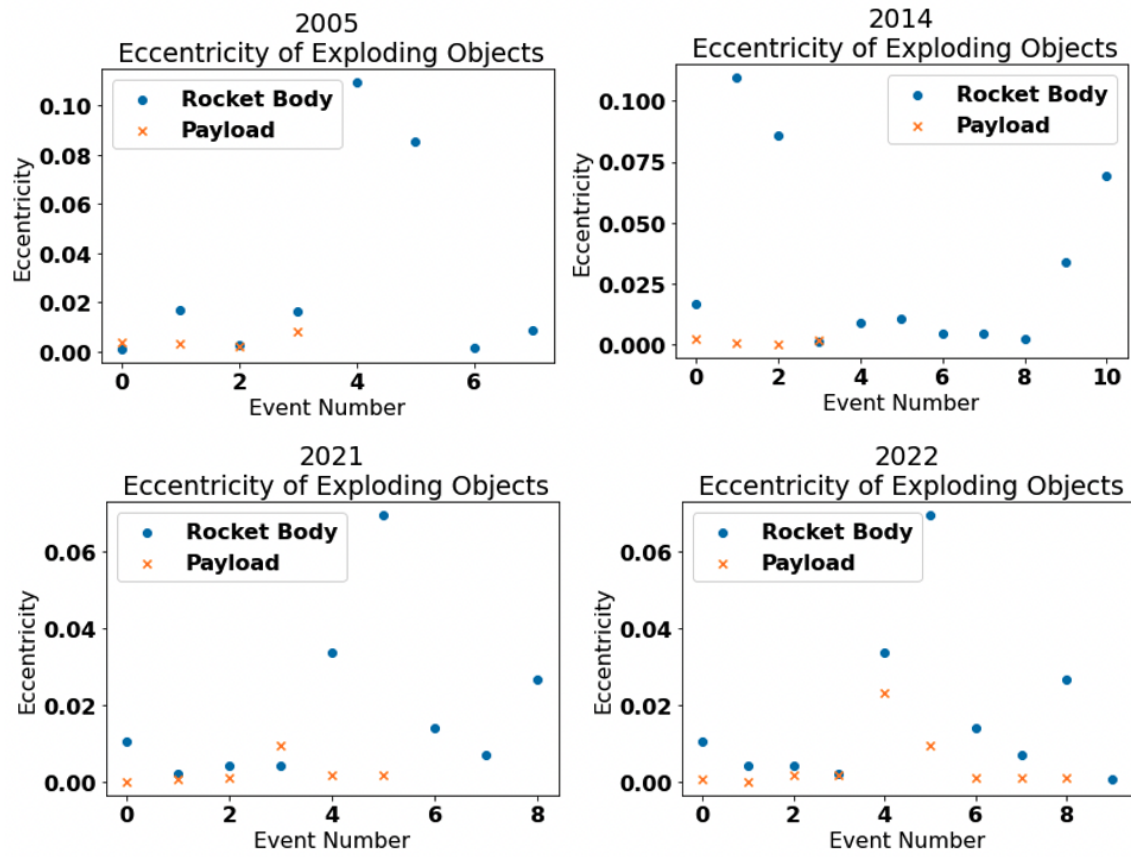 2005
Eccentricity of Exploding Objects
Rocket Body
Payload
0.10
0.08
0.06
0.04
0.02
0.00
Eccentricity
0 2 4 6
Event Number
2014
Eccentricity of Exploding Objects
Rocket Body
Payload
0.100
0.075
0.050
0.025
0.000
Eccentricity
0 2 4 6 8 10
Event Number
2021
Eccentricity of Exploding Objects
Rocket Body
Payload
0.06
0.04
0.02
0.00
Eccentricity
0 2 4 6 8
Event Number
2022
Eccentricity of Exploding Objects
Rocket Body
Payload
0.06
0.04
0.02
0.00
Eccentricity
0 2 4 6 8
Event Number